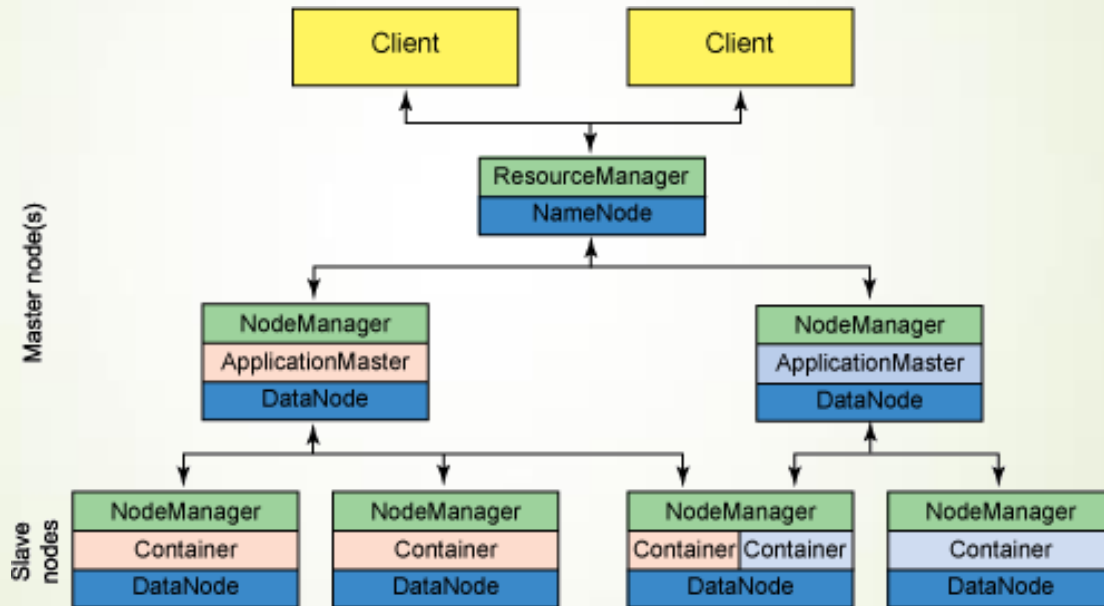 Client
Client
ResourceManager
NameNode
Master node(s)
NodeManager
ApplicationMaster
DataNode
NodeManager
ApplicationMaster
DataNode
Slave
nodes
NodeManager
Container
DataNode
NodeManager
Container
DataNode
NodeManager
Container
Container
DataNode
NodeManager
Container
DataNode